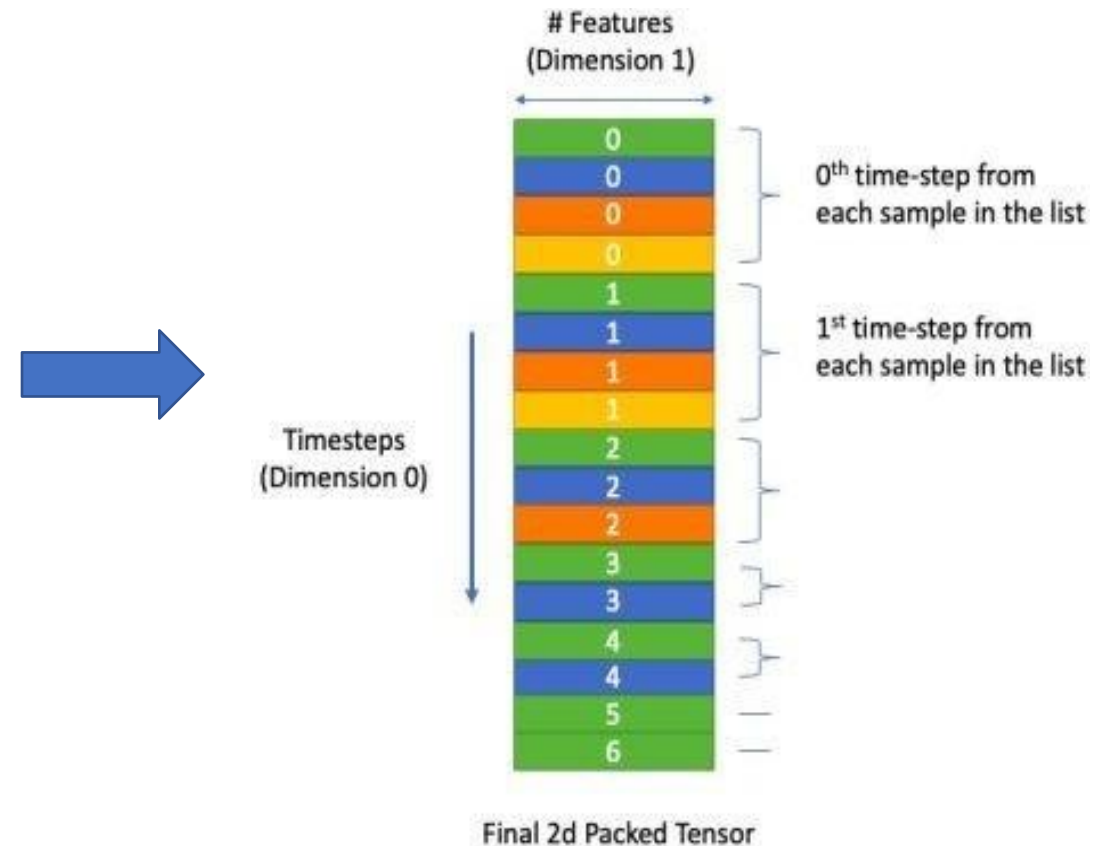 # Features
(Dimension 1)
0
0
0
0
1
1
1
1
2
2
2
3
3
4
4
5
6
0th time-step from
each sample in the list
1st time-step from
each sample in the list
Timesteps
(Dimension 0)
Final 2d Packed Tensor